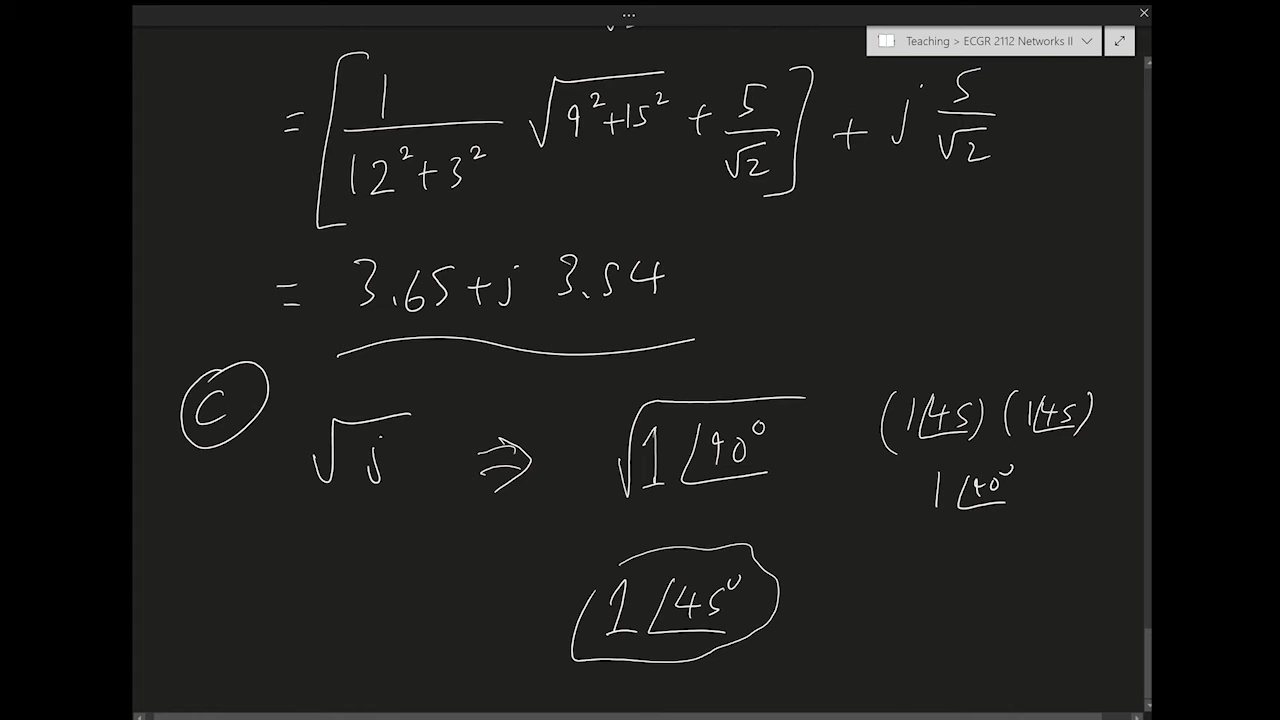 Teaching > ECGR 2112 Networks II
= [ 1/(12²+3²) √(9²+15²) + 5/√2 ] + j 5/√2
= 3.65+j 3.54
C √j ⇒ √(1∠90°) (1∠45) (1∠45)
1∠90°
1∠45°